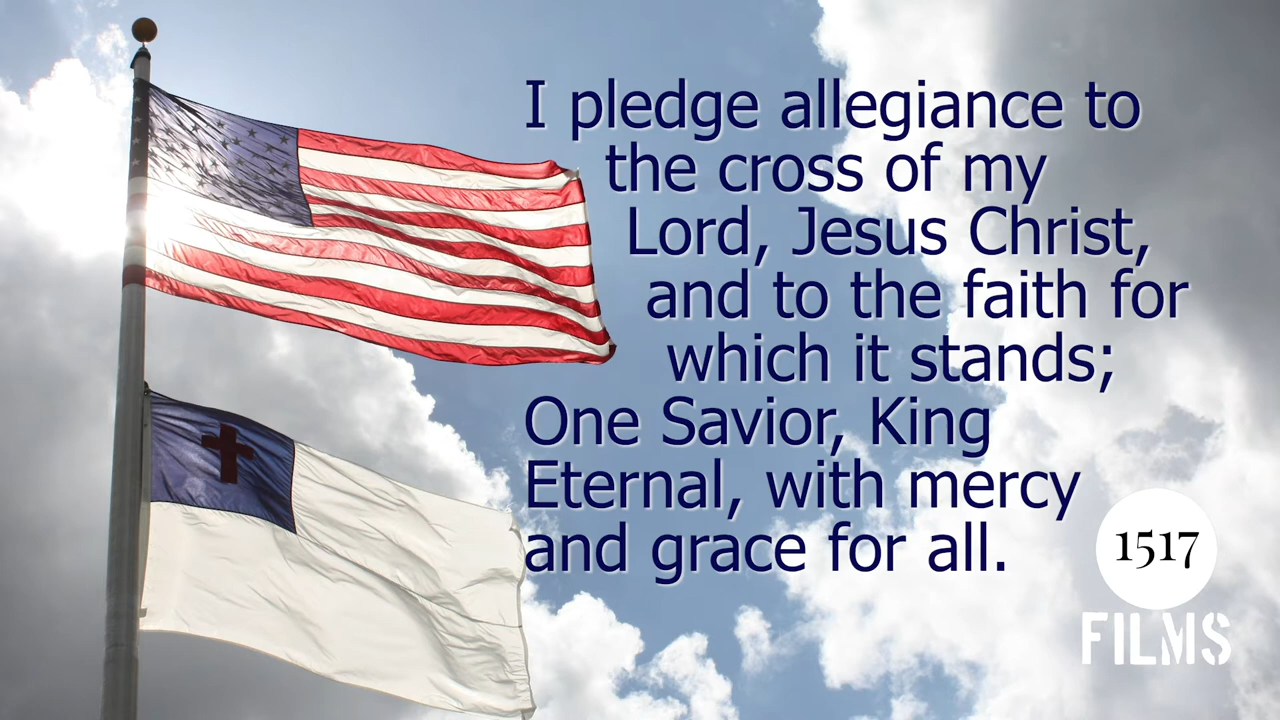 I pledge allegiance to
the cross of my
Lord, Jesus Christ,
and to the faith for
which it stands;
One Savior, King
Eternal, with mercy
and grace for all.
1517
FILMS